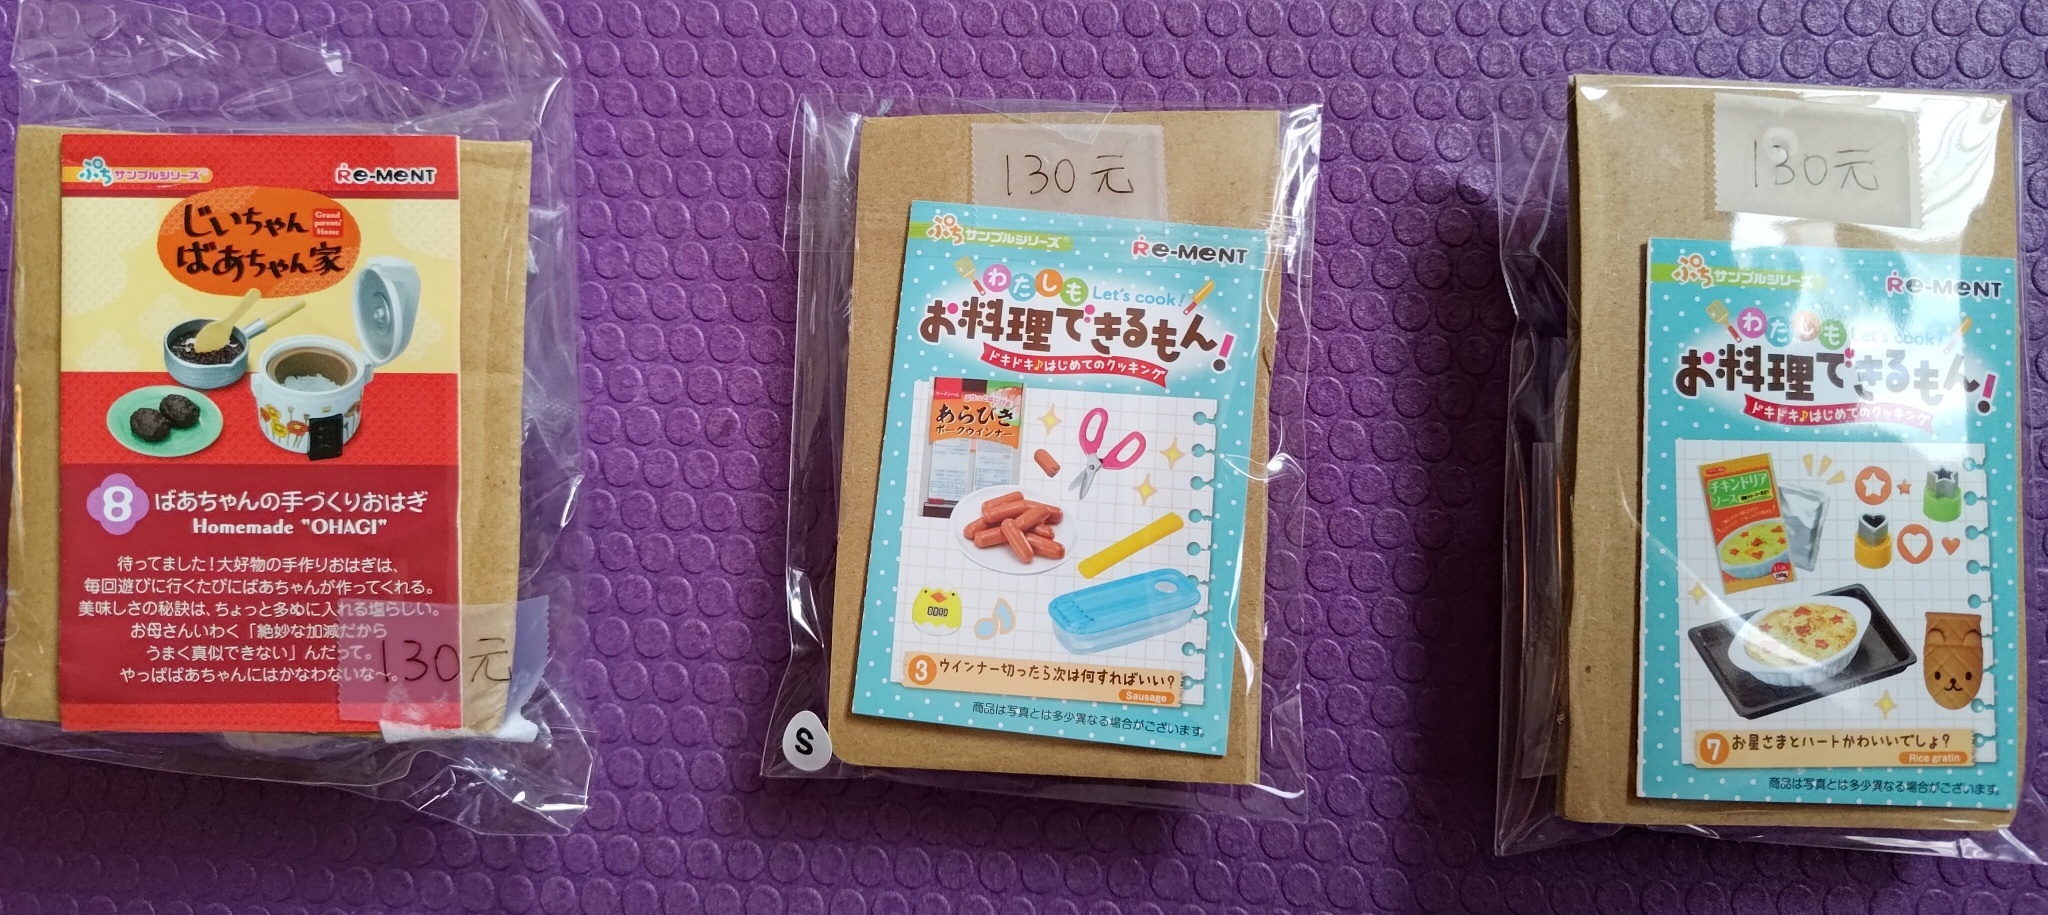 ぷちサンプルシリーズ
Re-MeNT
じいちゃん
ばあちゃん家
Grand
parents'
Home
8 ばあちゃんの手づくりおはぎ
Homemade "OHAGI"
待ってました!大好物の手作りおはぎは、
毎回遊びに行くたびにばあちゃんが作ってくれる。
美味しさの秘訣は、ちょっと多めに入れる塩らしい。
お母さんいわく「絶妙な加減だから
うまく真似できない」んだって。
やっぱばあちゃんにはかなわないな〜。
130元
130元
ぷちサンプルシリーズ
Re-MeNT
わたしも Let's cook!
お料理できるもん!
ドキドキ♪はじめてのクッキング
あらびき
ポークウインナー
3 ウインナー切ったら次は何すればいい?
Sausage
商品は写真とは多少異なる場合がございます。
S
130元
ぷちサンプルシリーズ
Re-MeNT
わたしも Let's cook!
お料理できるもん!
ドキドキ♪はじめてのクッキング
チキンドリア
ソース
7 お星さまとハートかわいいでしょ?
Rice gratin
商品は写真とは多少異なる場合がございます。